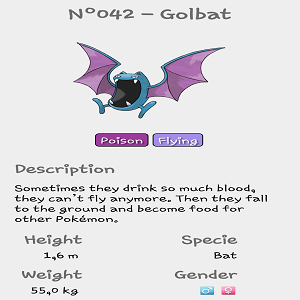 N°042 – Golbat
Poison Flying
Description
Sometimes they drink so much blood,
they can't fly anymore. Then they fall
to the ground and become food for
other Pokémon.
Height Specie
1,6 m Bat
Weight Gender
55,0 kg ♂ ♀